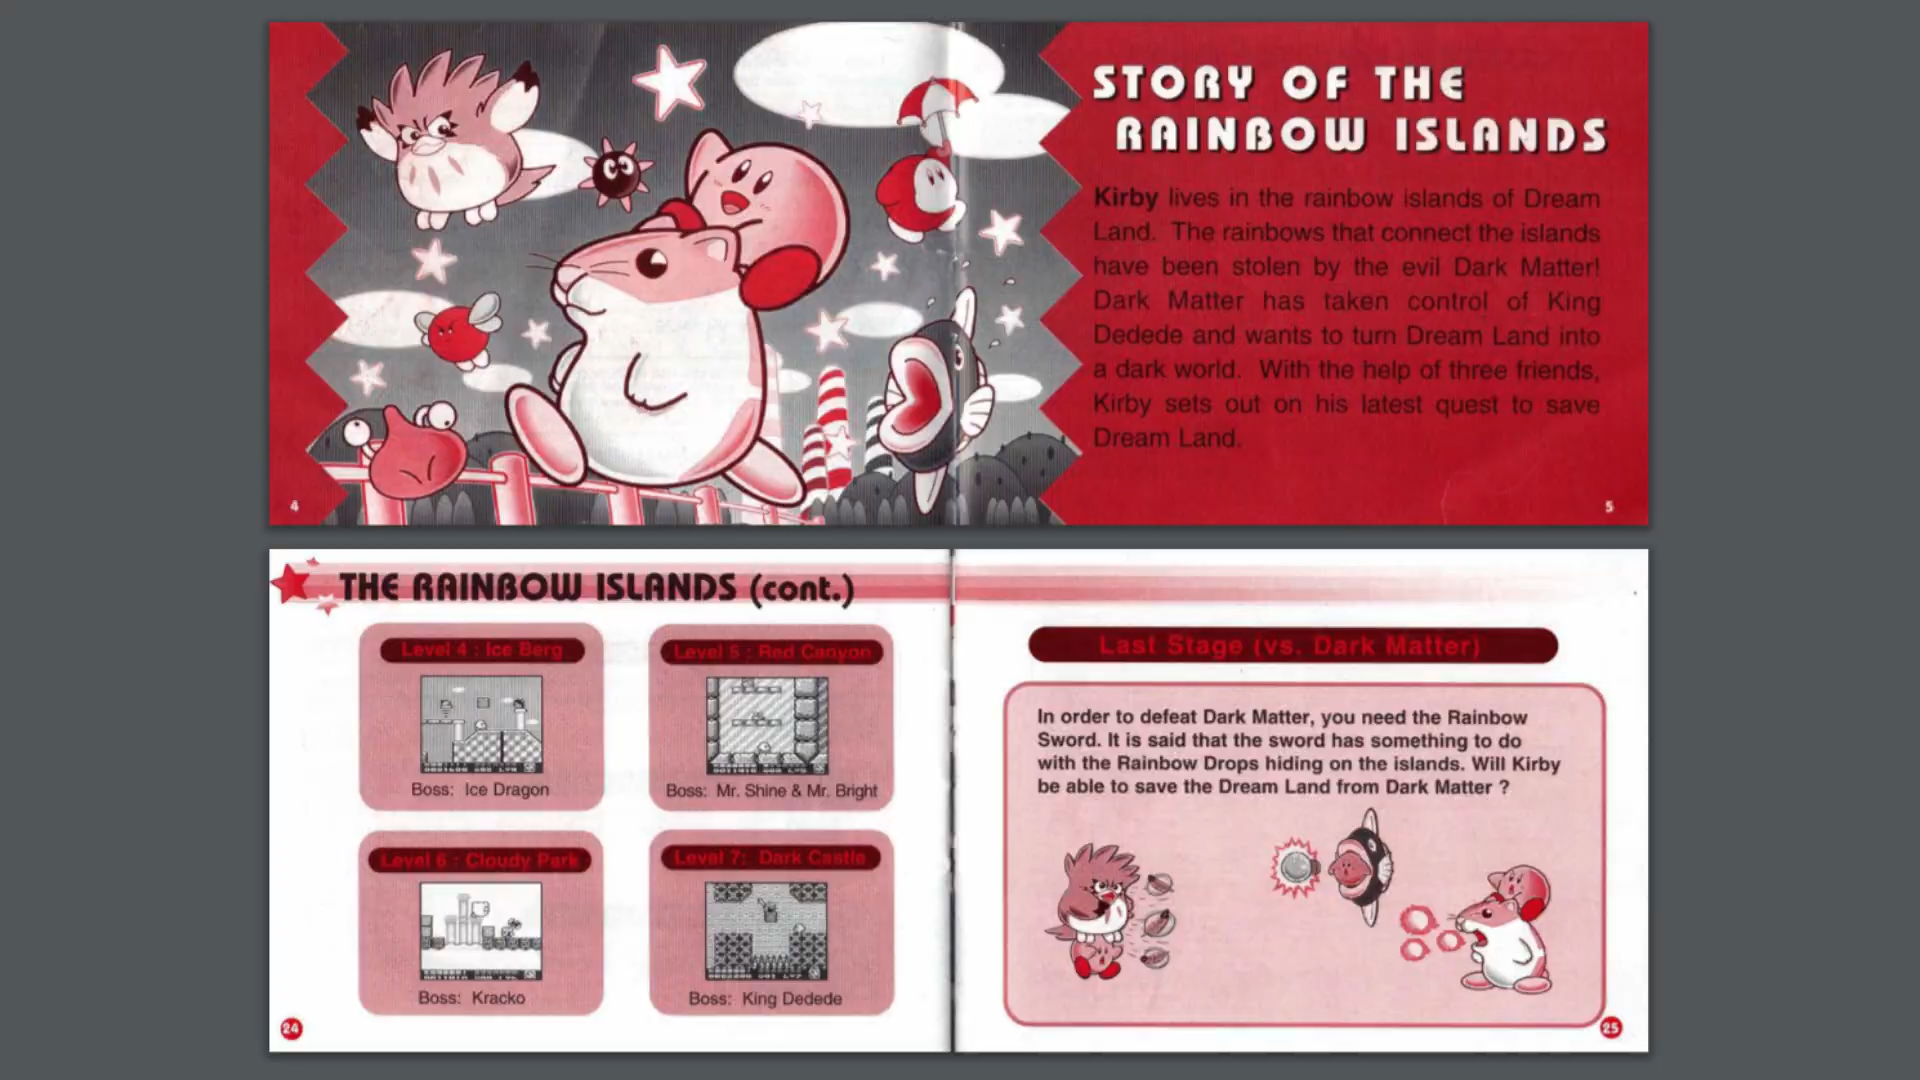 STORY OF THE
RAINBOW ISLANDS
Kirby lives in the rainbow islands of Dream
Land. The rainbows that connect the islands
have been stolen by the evil Dark Matter!
Dark Matter has taken control of King
Dedede and wants to turn Dream Land into
a dark world. With the help of three friends,
Kirby sets out on his latest quest to save
Dream Land.
4
5
THE RAINBOW ISLANDS (cont.)
Level 4 : Ice Berg
Boss: Ice Dragon
Level 5 : Red Canyon
Boss: Mr. Shine & Mr. Bright
Level 6 : Cloudy Park
Boss: Kracko
Level 7: Dark Castle
Boss: King Dedede
24
Last Stage (vs. Dark Matter)
In order to defeat Dark Matter, you need the Rainbow
Sword. It is said that the sword has something to do
with the Rainbow Drops hiding on the islands. Will Kirby
be able to save the Dream Land from Dark Matter ?
25